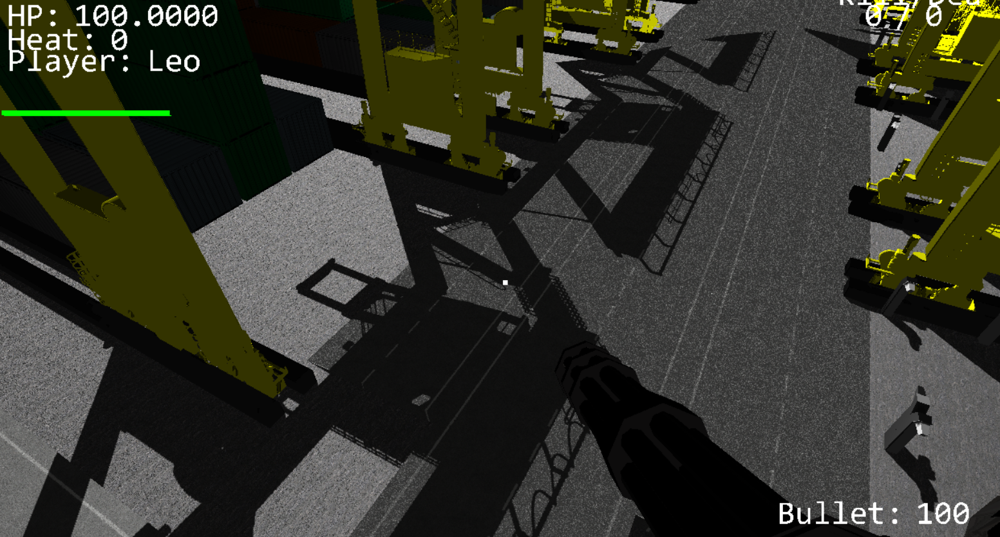 HP: 100.0000
Heat: 0
Player: Leo
0 / 0
Bullet: 100